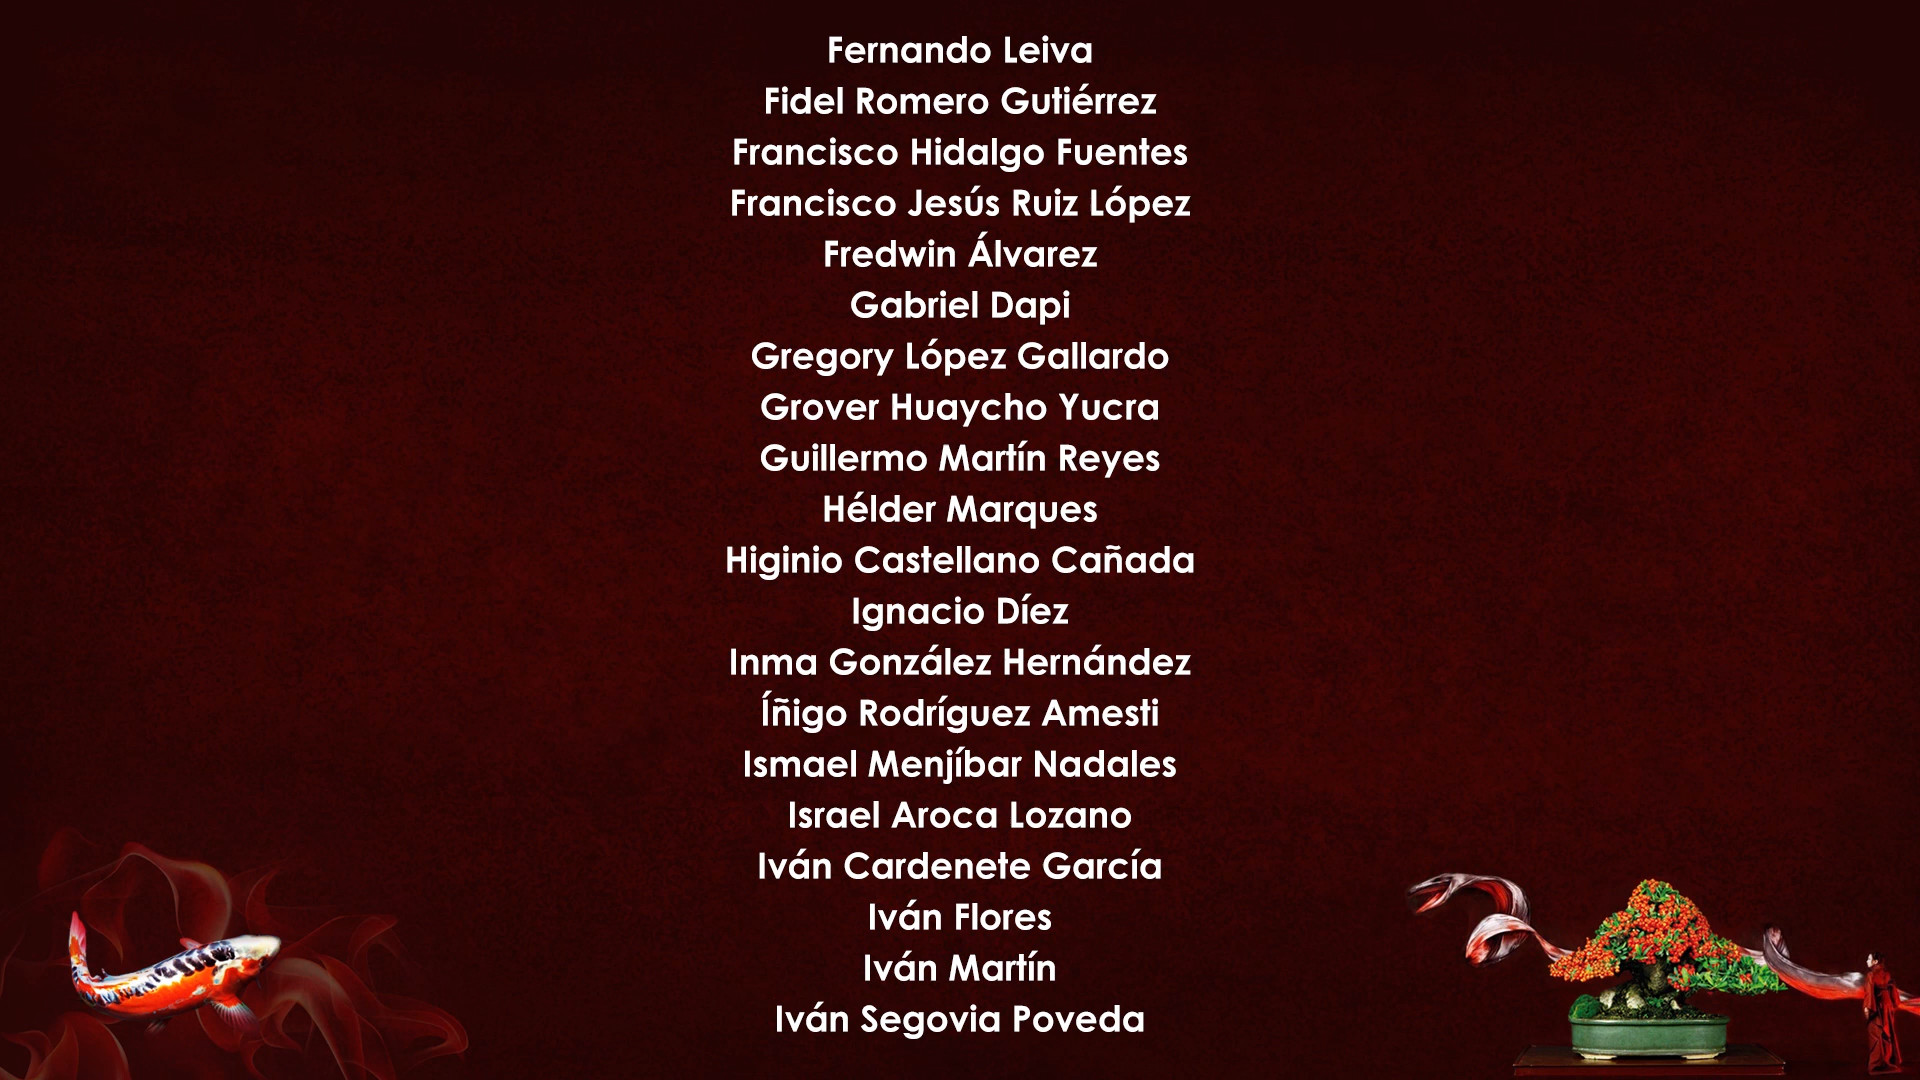 Fernando Leiva
Fidel Romero Gutiérrez
Francisco Hidalgo Fuentes
Francisco Jesús Ruiz López
Fredwin Álvarez
Gabriel Dapi
Gregory López Gallardo
Grover Huaycho Yucra
Guillermo Martín Reyes
Hélder Marques
Higinio Castellano Cañada
Ignacio Díez
Inma González Hernández
Íñigo Rodríguez Amesti
Ismael Menjíbar Nadales
Israel Aroca Lozano
Iván Cardenete García
Iván Flores
Iván Martín
Iván Segovia Poveda